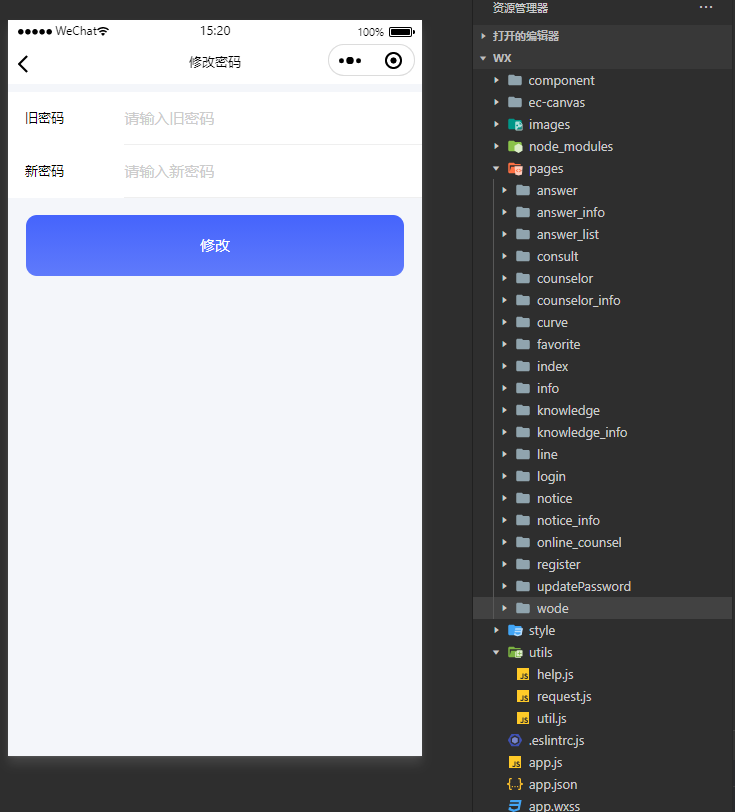 WeChat 15:20 100%
修改密码
旧密码 请输入旧密码
新密码 请输入新密码
修改
资源管理器
打开的编辑器
WX
component
ec-canvas
images
node_modules
pages
answer
answer_info
answer_list
consult
counselor
counselor_info
curve
favorite
index
info
knowledge
knowledge_info
line
login
notice
notice_info
online_counsel
register
updatePassword
wode
style
utils
help.js
request.js
util.js
.eslintrc.js
app.js
app.json
app.wxss